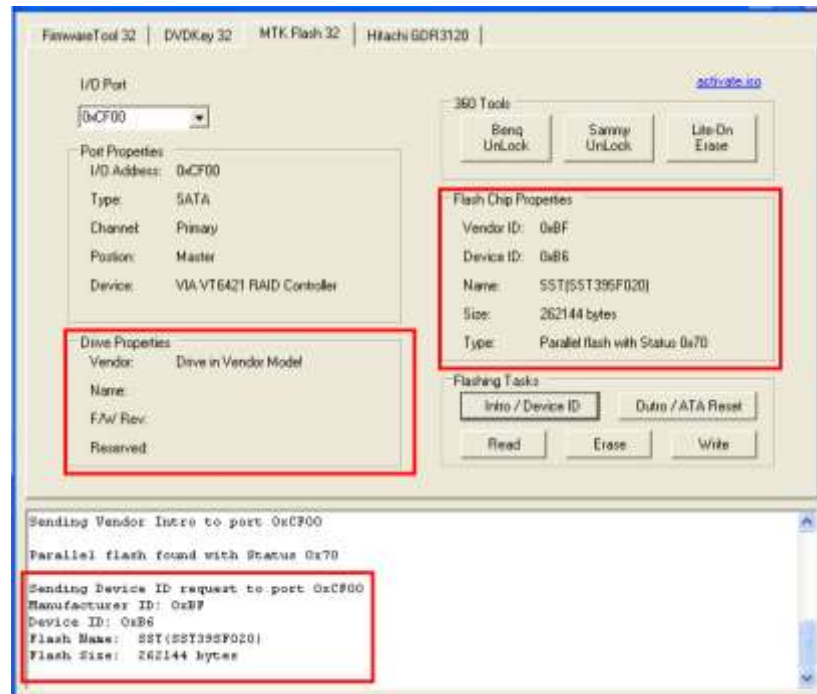 FirmwareTool 32
DVDKey 32
MTK Flash 32
Hitachi GDR3120
I/O Port
0xCF00
Port Properties
I/O Address: 0xCF00
Type: SATA
Channel: Primary
Postion: Master
Device: VIA VT6421 RAID Controller
Drive Properties
Vendor: Drive in Vendor Model
Name:
F/W Rev:
Reserved:
activate.iso
360 Tools
Benq UnLock
Sammy UnLock
Lite-On Erase
Flash Chip Properties
Vendor ID: 0xBF
Device ID: 0xB6
Name: SST(SST39SF020)
Size: 262144 bytes
Type: Parallel flash with Status 0x70
Flashing Tasks
Intro / Device ID
Outro / ATA Reset
Read
Erase
Write
Sending Vendor Intro to port 0xCF00
Parallel flash found with Status 0x70
Sending Device ID request to port 0xCF00
Manufacturer ID: 0xBF
Device ID: 0xB6
Flash Name: SST(SST39SF020)
Flash Size: 262144 bytes